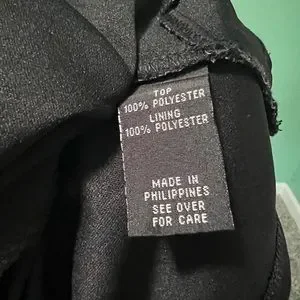 TOP
100% POLYESTER
LINING
100% POLYESTER
MADE IN
PHILIPPINES
SEE OVER
FOR CARE